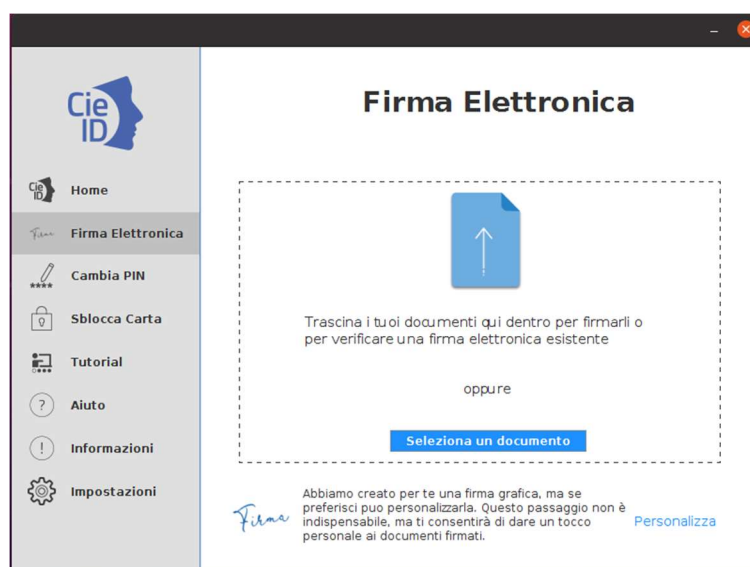 Cie
ID
Firma Elettronica
Cie
ID
Home
Firma
Firma Elettronica
****
Cambia PIN
Sblocca Carta
Tutorial
?
Aiuto
!
Informazioni
Impostazioni
Trascina i tuoi documenti qui dentro per firmarli o
per verificare una firma elettronica esistente
oppure
Seleziona un documento
Firma
Abbiamo creato per te una firma grafica, ma se
preferisci puo personalizzarla. Questo passaggio non è
indispensabile, ma ti consentirà di dare un tocco
personale ai documenti firmati.
Personalizza